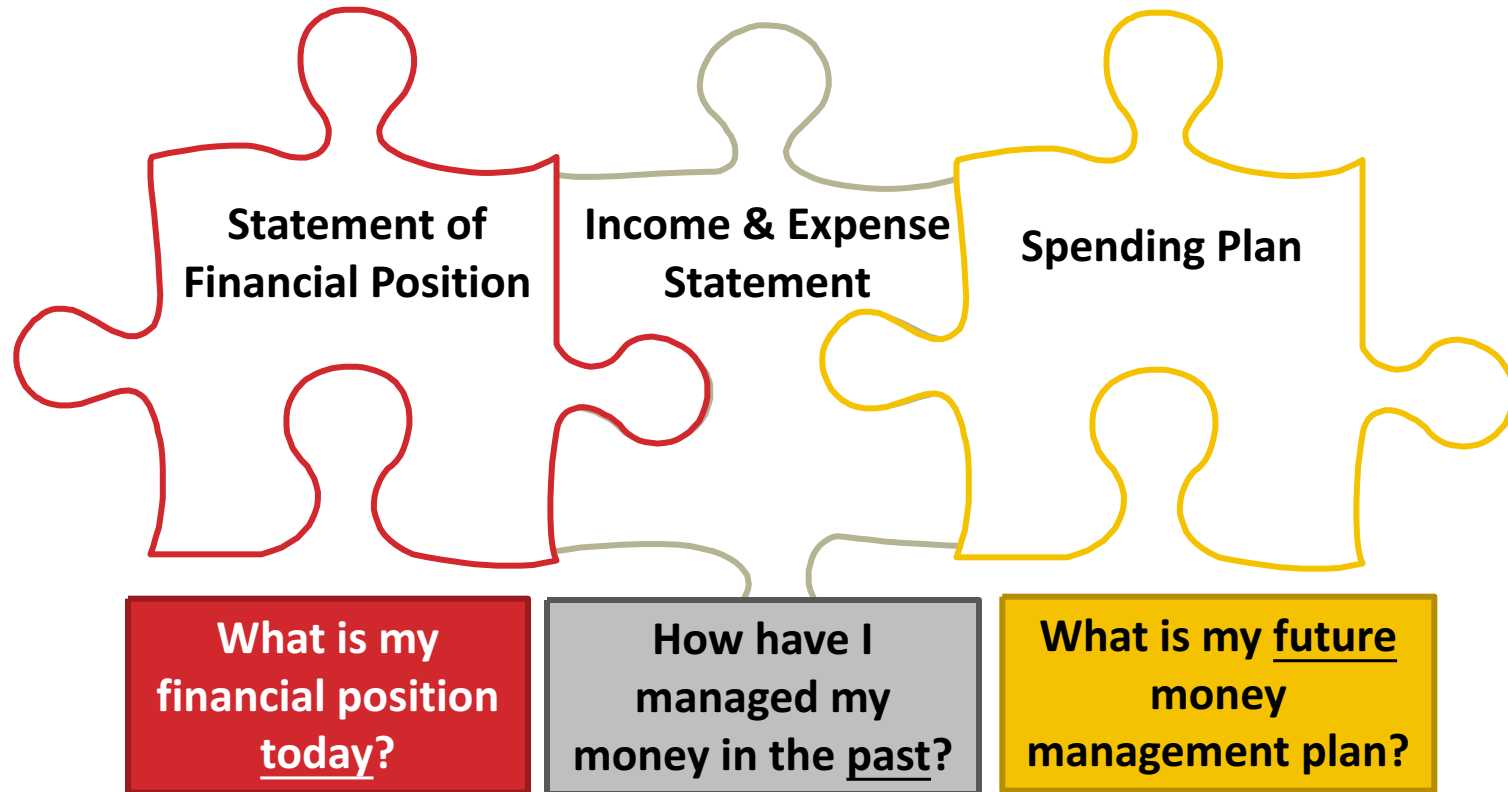 Statement of
Financial Position
Income & Expense
Statement
Spending Plan
What is my
financial position
today?
How have I
managed my
money in the past?
What is my future
money
management plan?